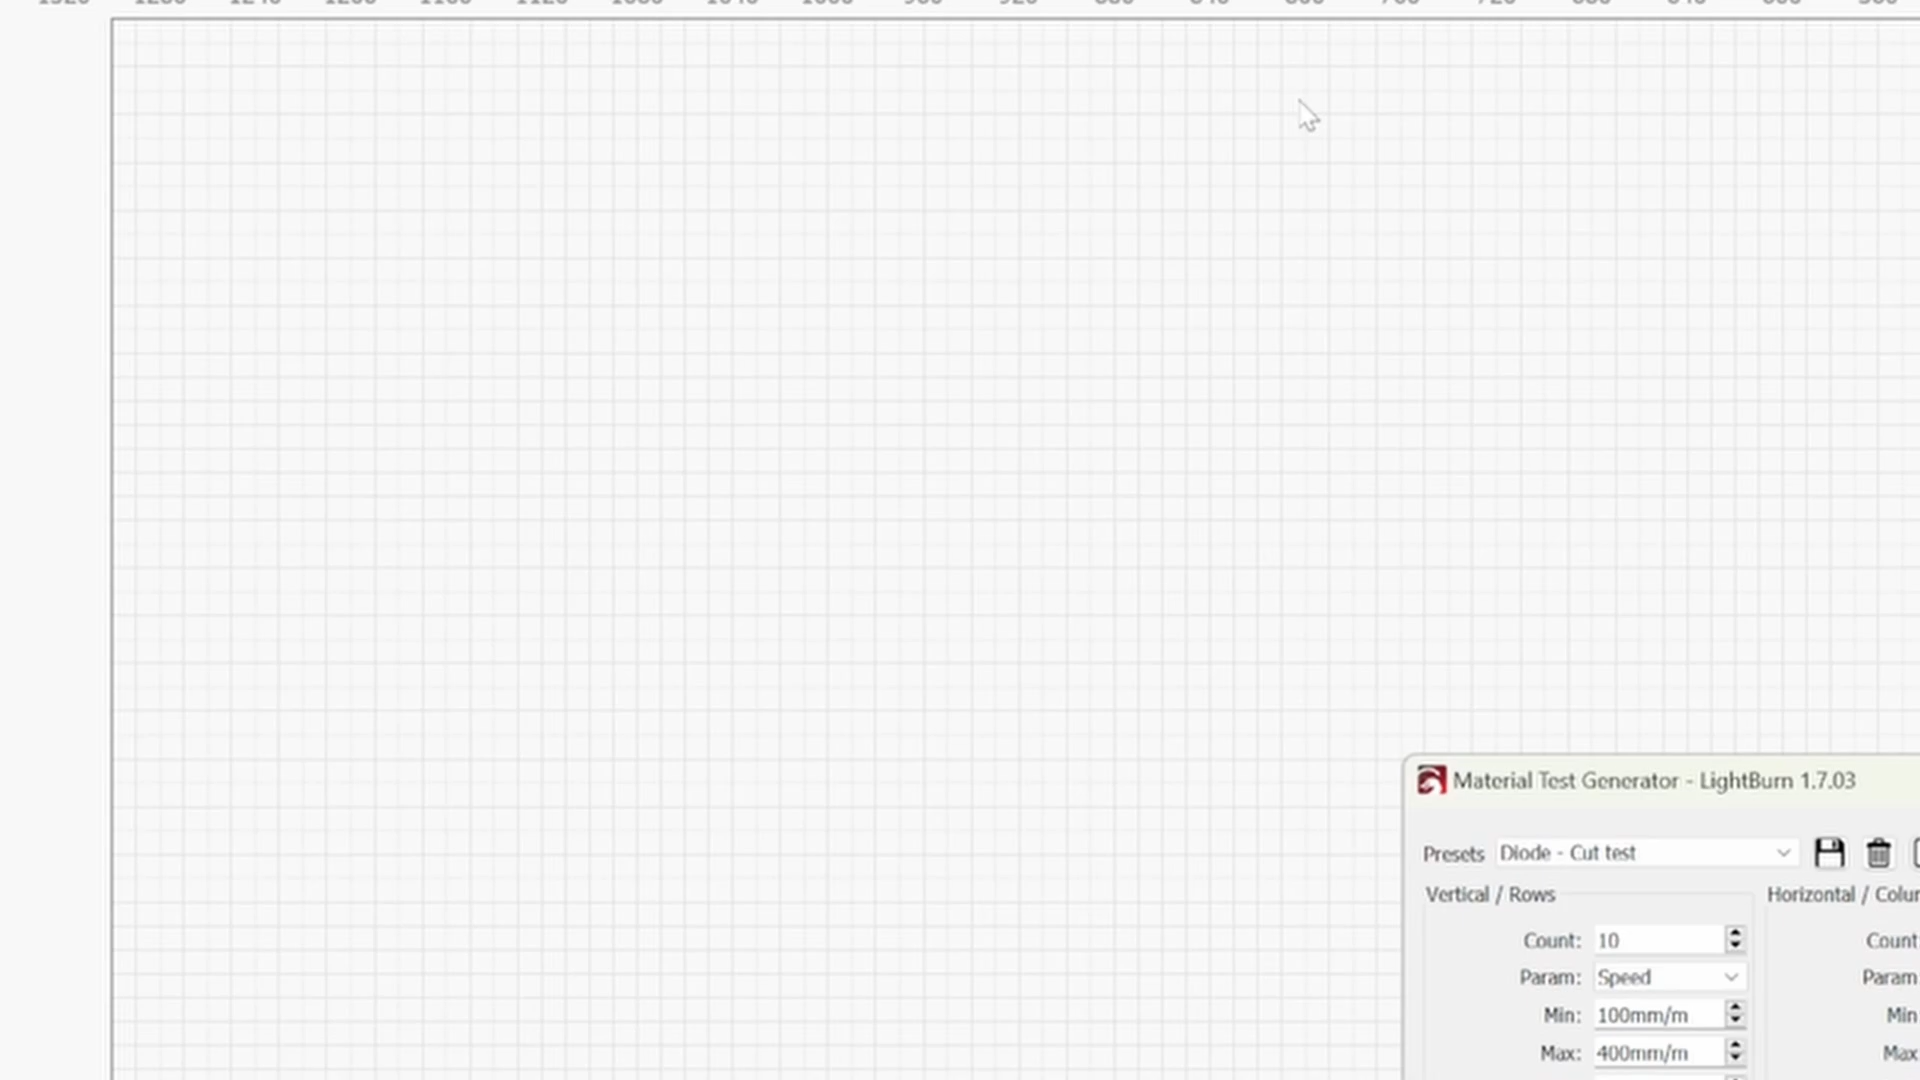 Material Test Generator - LightBurn 1.7.03
Presets Diode - Cut test
Vertical / Rows Horizontal /
Count: 10 Count:
Param: Speed Param
Min: 100mm/m Min
Max: 400mm/m Max